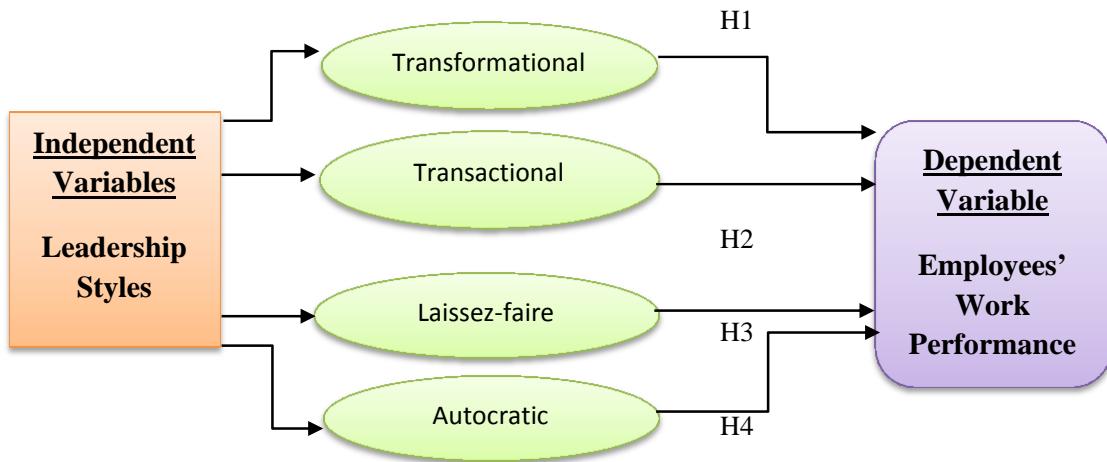 H1
Transformational
Independent
Variables
Leadership
Styles
Transactional
H2
Laissez-faire
H3
Autocratic
H4
Dependent
Variable
Employees’
Work
Performance